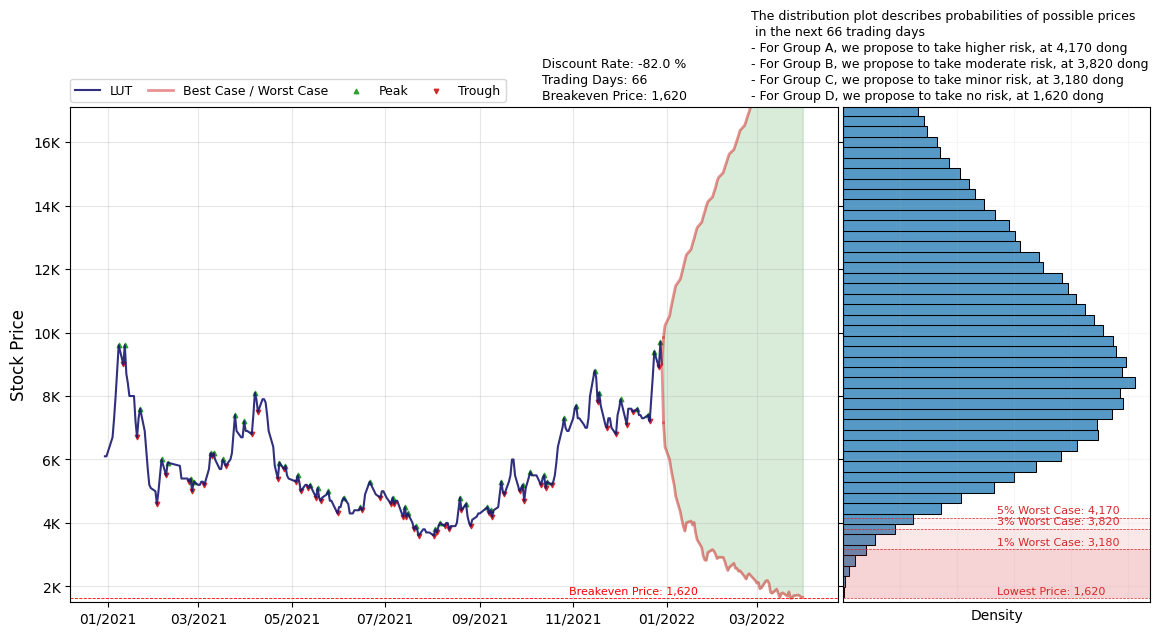 The distribution plot describes probabilities of possible prices
in the next 66 trading days
- For Group A, we propose to take higher risk, at 4,170 dong
- For Group B, we propose to take moderate risk, at 3,820 dong
- For Group C, we propose to take minor risk, at 3,180 dong
- For Group D, we propose to take no risk, at 1,620 dong
Discount Rate: -82.0 %
Trading Days: 66
Breakeven Price: 1,620
LUT
Best Case / Worst Case
Peak
Trough
Stock Price
16K
14K
12K
10K
8K
6K
4K
2K
Breakeven Price: 1,620
01/2021
03/2021
05/2021
07/2021
09/2021
11/2021
01/2022
03/2022
5% Worst Case: 4,170
3% Worst Case: 3,820
1% Worst Case: 3,180
Lowest Price: 1,620
Density